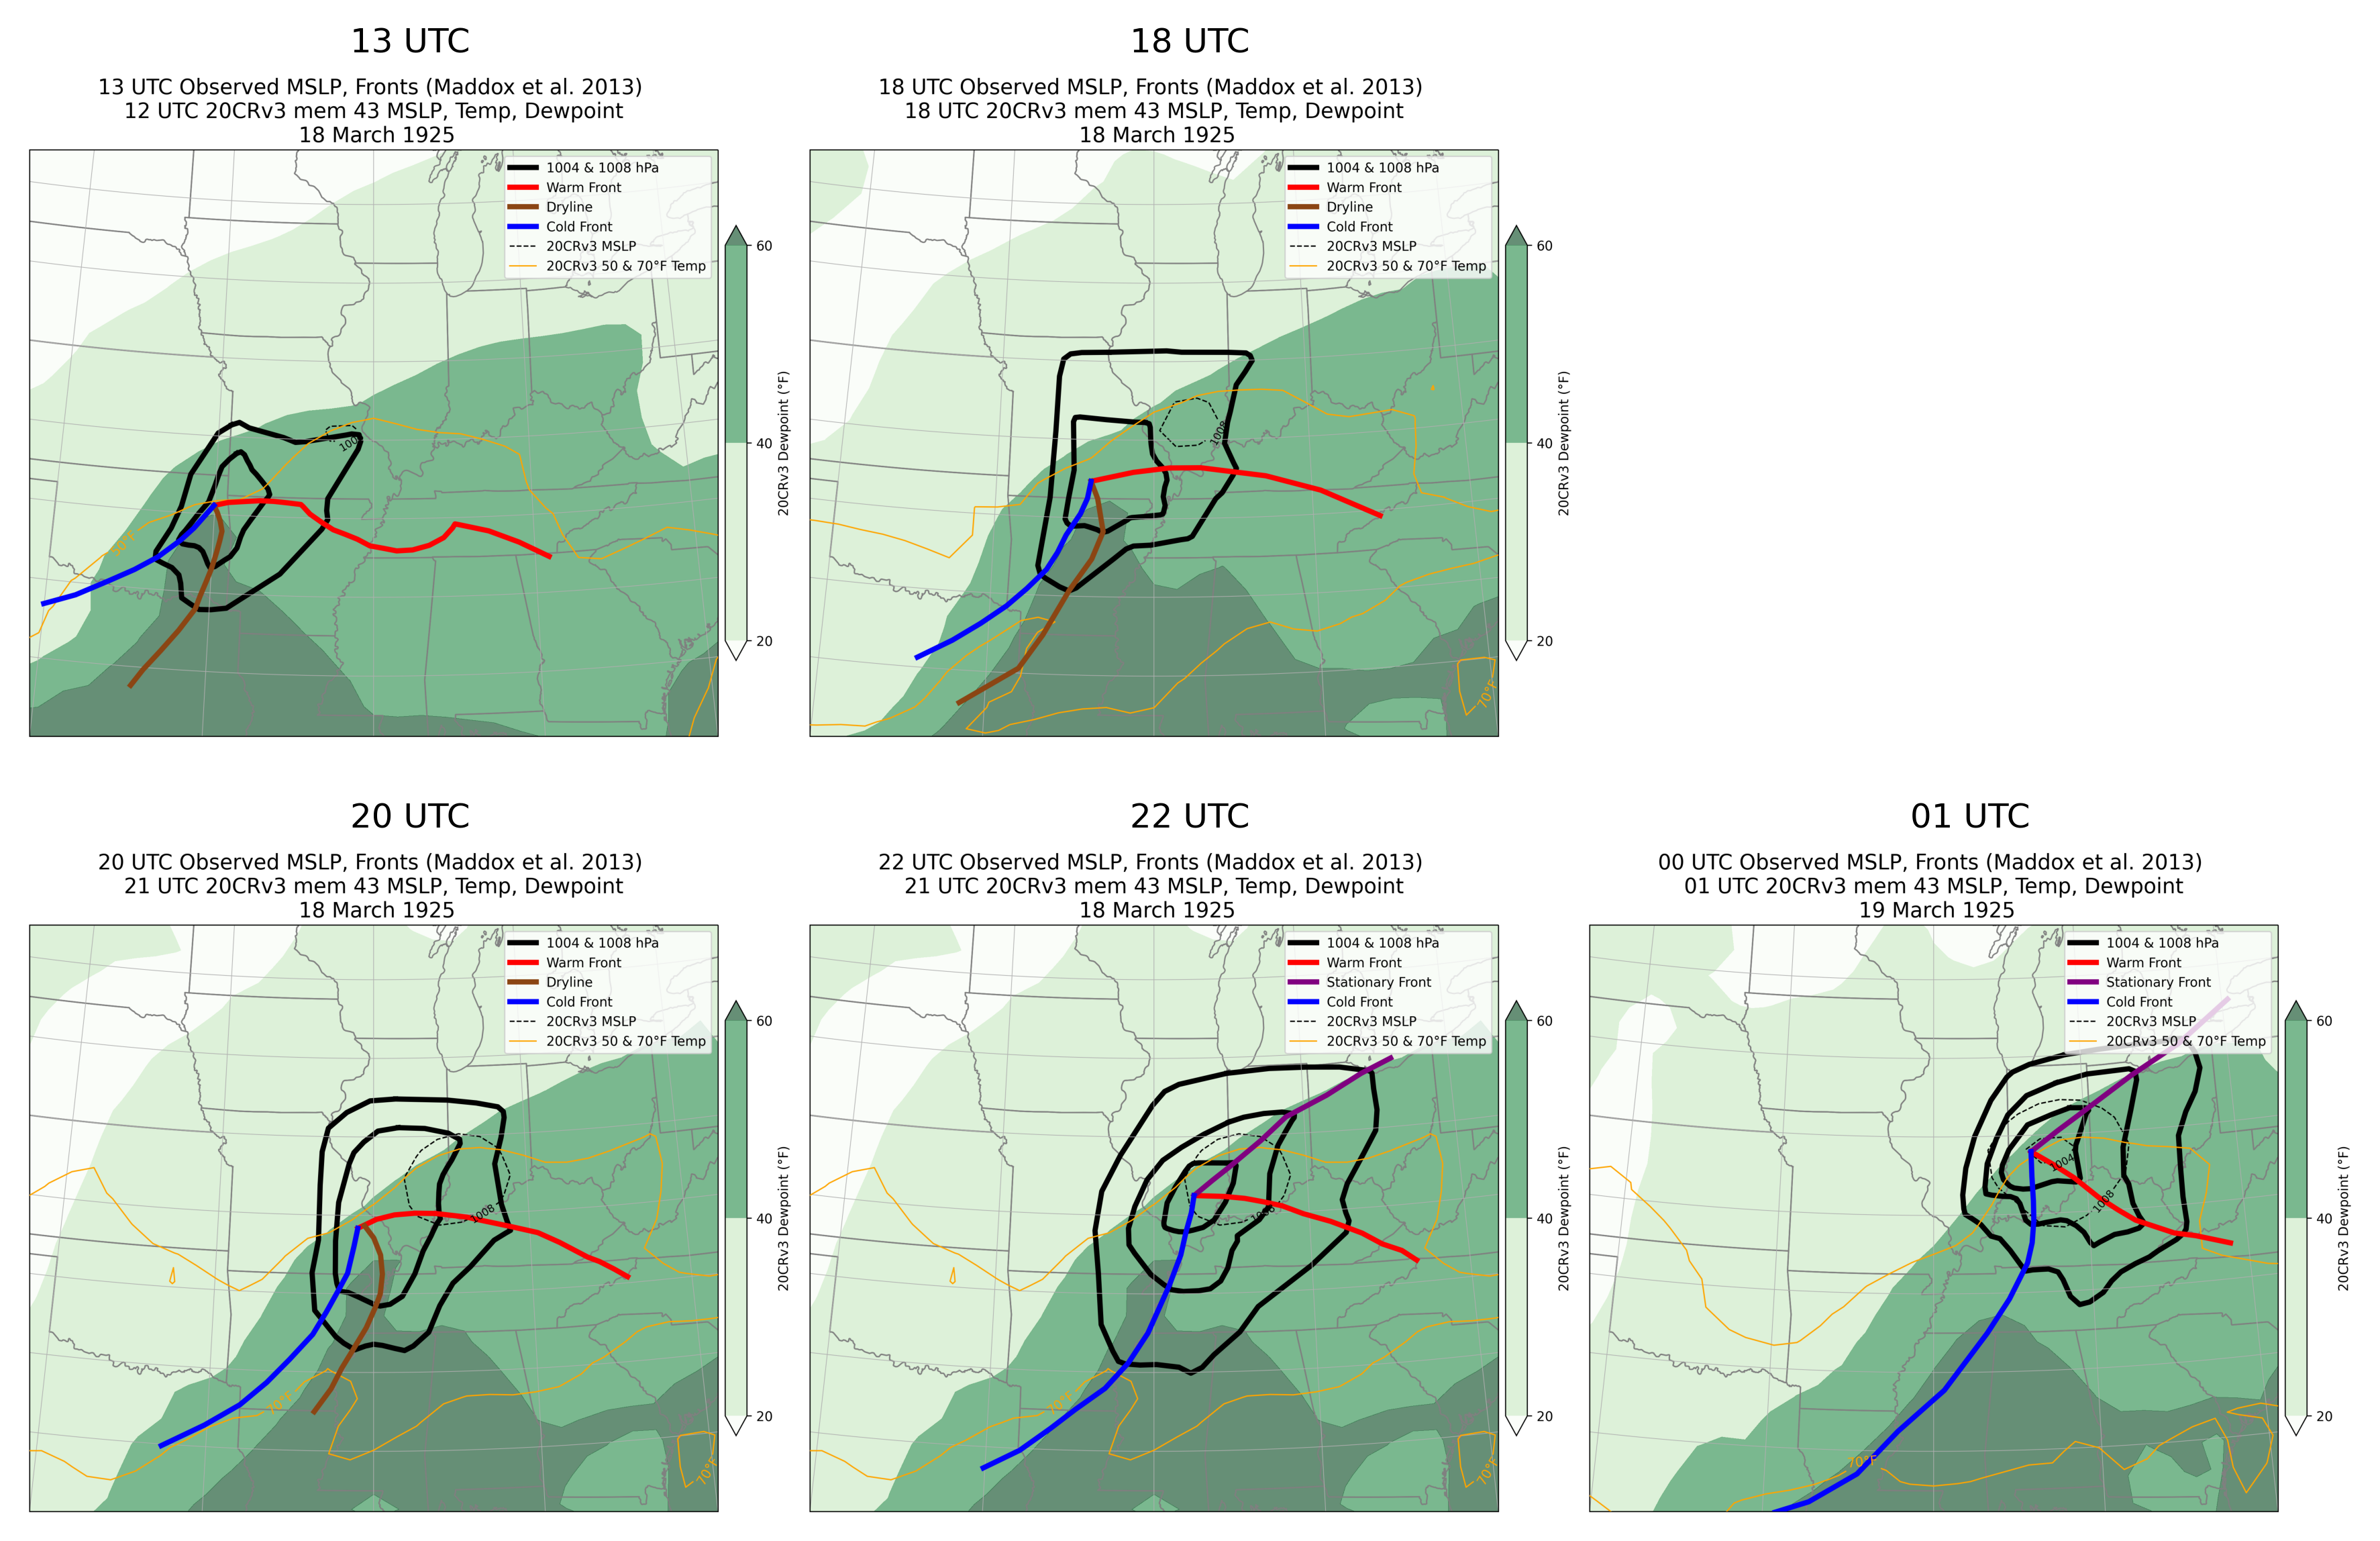 13 UTC
13 UTC Observed MSLP, Fronts (Maddox et al. 2013)
12 UTC 20CRv3 mem 43 MSLP, Temp, Dewpoint
18 March 1925
1004 & 1008 hPa
Warm Front
Dryline
Cold Front
20CRv3 MSLP
20CRv3 50 & 70°F Temp
50°F
60
40
20
20CRv3 Dewpoint (°F)
18 UTC
18 UTC Observed MSLP, Fronts (Maddox et al. 2013)
18 UTC 20CRv3 mem 43 MSLP, Temp, Dewpoint
18 March 1925
1004 & 1008 hPa
Warm Front
Dryline
Cold Front
20CRv3 MSLP
20CRv3 50 & 70°F Temp
1008
70°F
60
40
20
20CRv3 Dewpoint (°F)
20 UTC
20 UTC Observed MSLP, Fronts (Maddox et al. 2013)
21 UTC 20CRv3 mem 43 MSLP, Temp, Dewpoint
18 March 1925
1004 & 1008 hPa
Warm Front
Dryline
Cold Front
20CRv3 MSLP
20CRv3 50 & 70°F Temp
1008
70°F
70°F
60
40
20
20CRv3 Dewpoint (°F)
22 UTC
22 UTC Observed MSLP, Fronts (Maddox et al. 2013)
21 UTC 20CRv3 mem 43 MSLP, Temp, Dewpoint
18 March 1925
1004 & 1008 hPa
Warm Front
Stationary Front
Cold Front
20CRv3 MSLP
20CRv3 50 & 70°F Temp
70°F
70°F
60
40
20
20CRv3 Dewpoint (°F)
01 UTC
00 UTC Observed MSLP, Fronts (Maddox et al. 2013)
01 UTC 20CRv3 mem 43 MSLP, Temp, Dewpoint
19 March 1925
1004 & 1008 hPa
Warm Front
Stationary Front
Cold Front
20CRv3 MSLP
20CRv3 50 & 70°F Temp
1004
1008
70°F
60
40
20
20CRv3 Dewpoint (°F)